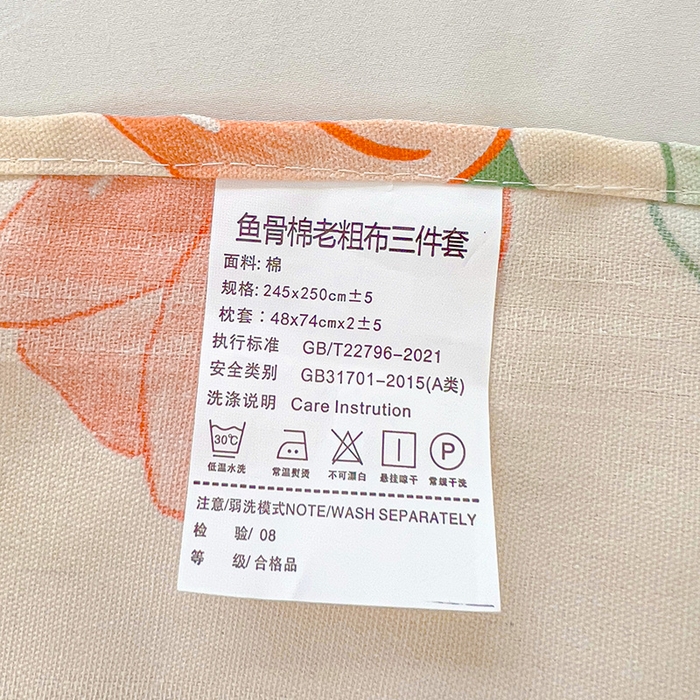 鱼骨棉老粗布三件套
面料: 棉
规格: 245x250cm±5
枕套: 48x74cmx2±5
执行标准 GB/T22796-2021
安全类别 GB31701-2015(A类)
洗涤说明 Care Instrution
30℃ P
低温水洗 常温熨烫 不可漂白 悬挂晾干 常缓干洗
注意/弱洗模式NOTE/WASH SEPARATELY
检 验/ 08
等 级/ 合格品